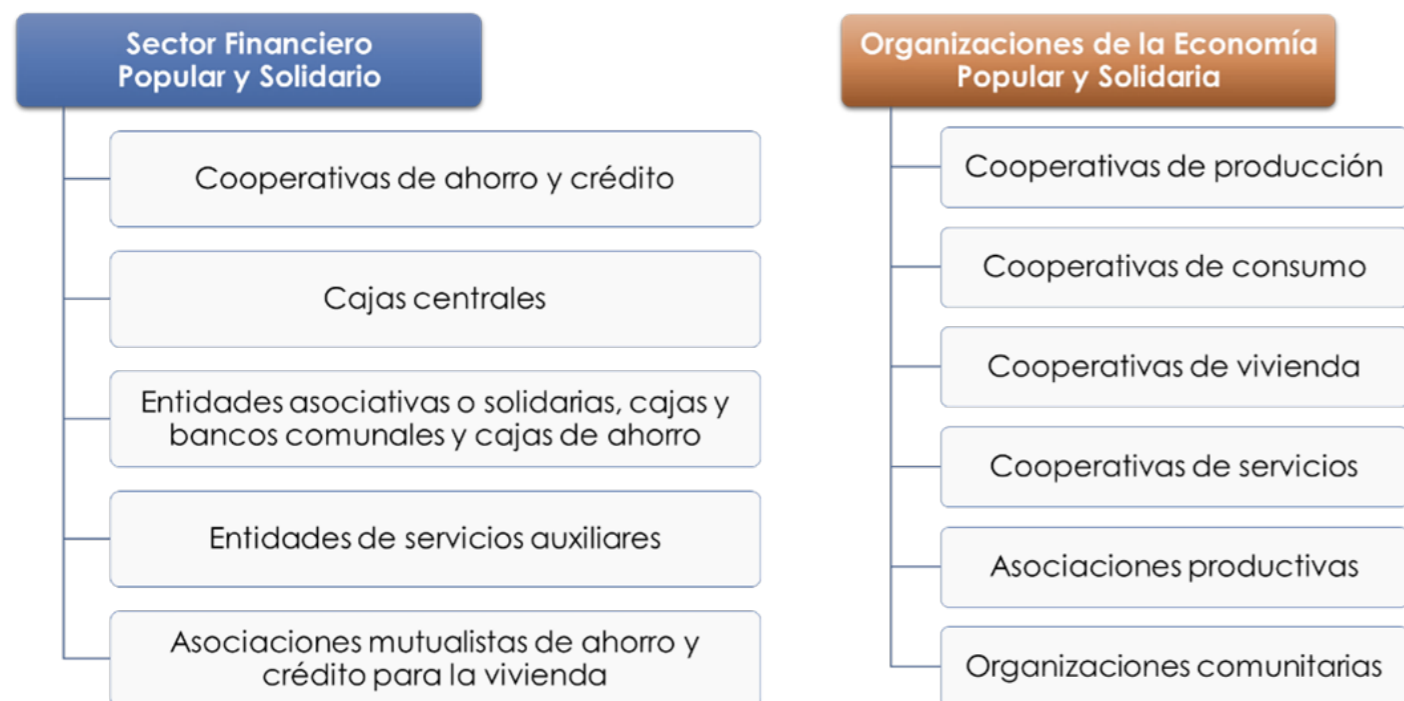 Sector Financiero
Popular y Solidario
Cooperativas de ahorro y crédito
Cajas centrales
Entidades asociativas o solidarias, cajas y
bancos comunales y cajas de ahorro
Entidades de servicios auxiliares
Asociaciones mutualistas de ahorro y
crédito para la vivienda
Organizaciones de la Economía
Popular y Solidaria
Cooperativas de producción
Cooperativas de consumo
Cooperativas de vivienda
Cooperativas de servicios
Asociaciones productivas
Organizaciones comunitarias